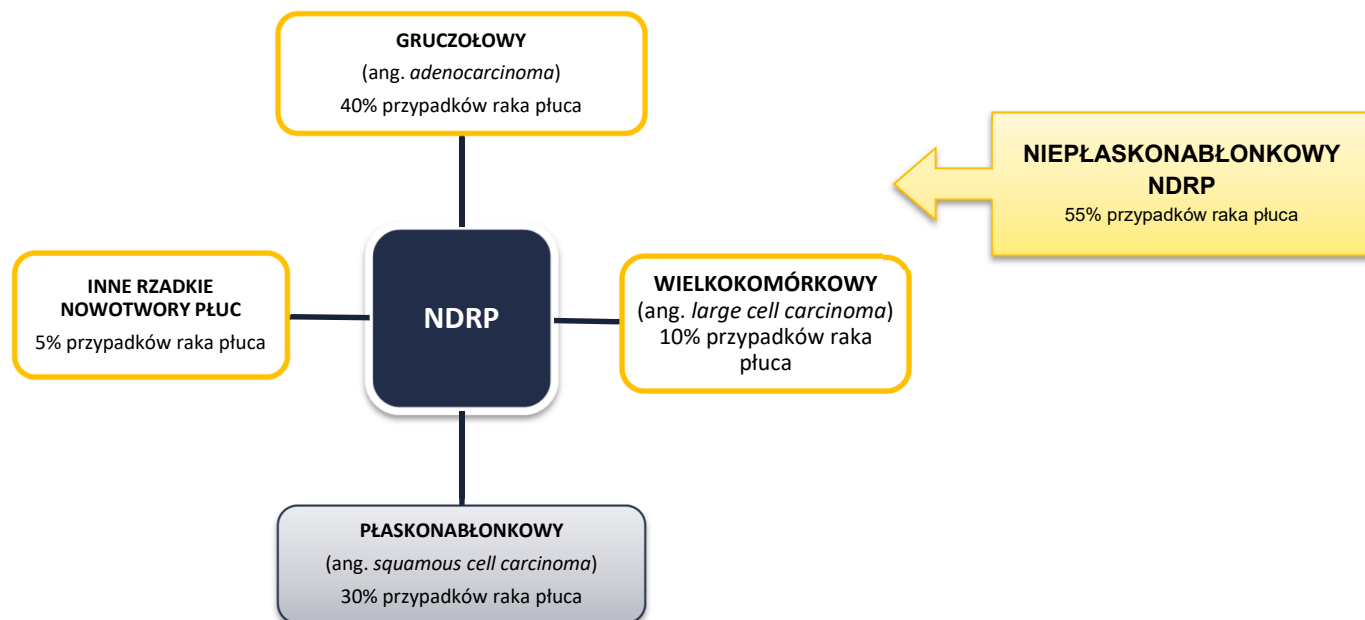 GRUCZOŁOWY
(ang. adenocarcinoma)
40% przypadków raka płuca
NIEPŁASKONABŁONKOWY
NDRP
55% przypadków raka płuca
INNE RZADKIE
NOWOTWORY PŁUC
5% przypadków raka płuca
NDRP
WIELKOKOMÓRKOWY
(ang. large cell carcinoma)
10% przypadków raka
płuca
PŁASKONABŁONKOWY
(ang. squamous cell carcinoma)
30% przypadków raka płuca